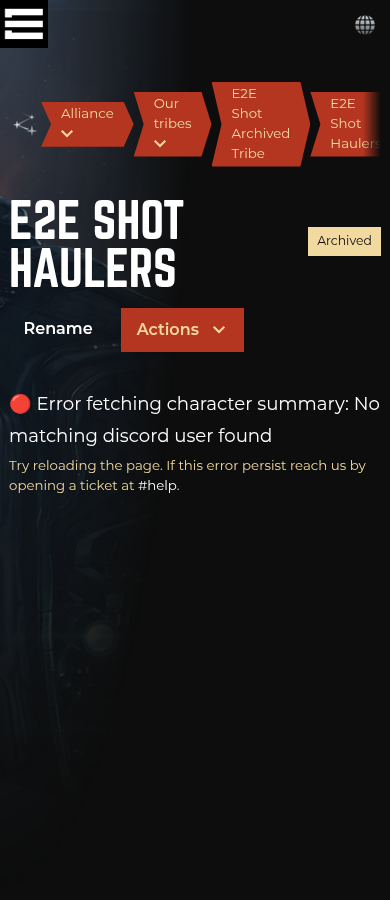 Alliance
Our
tribes
E2E
Shot
Archived
Tribe
E2E
Shot
Haulers
E2E SHOT
HAULERS
Archived
Rename
Actions
🔴 Error fetching character summary: No
matching discord user found
Try reloading the page. If this error persist reach us by
opening a ticket at #help.